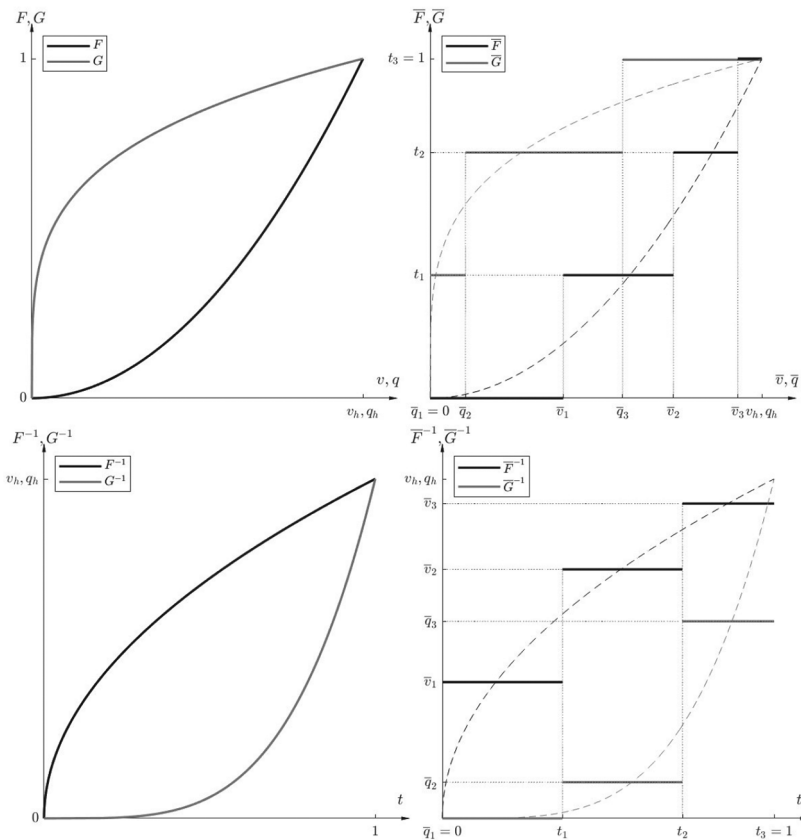 F, G
F
G
1
0
v, q
v_h, q_h
F̅, G̅
F̅
G̅
t_3 = 1
t_2
t_1
v̅, q̅
q̅_1 = 0 q̅_2 v̅_1 q̅_3 v̅_2 v̅_3 v_h, q_h
F^{-1}, G^{-1}
F^{-1}
G^{-1}
v_h, q_h
0
t
1
F̅^{-1}, G̅^{-1}
F̅^{-1}
G̅^{-1}
v_h, q_h
v̅_3
v̅_2
q̅_3
v̅_1
q̅_2
t
q̅_1 = 0 t_1 t_2 t_3 = 1